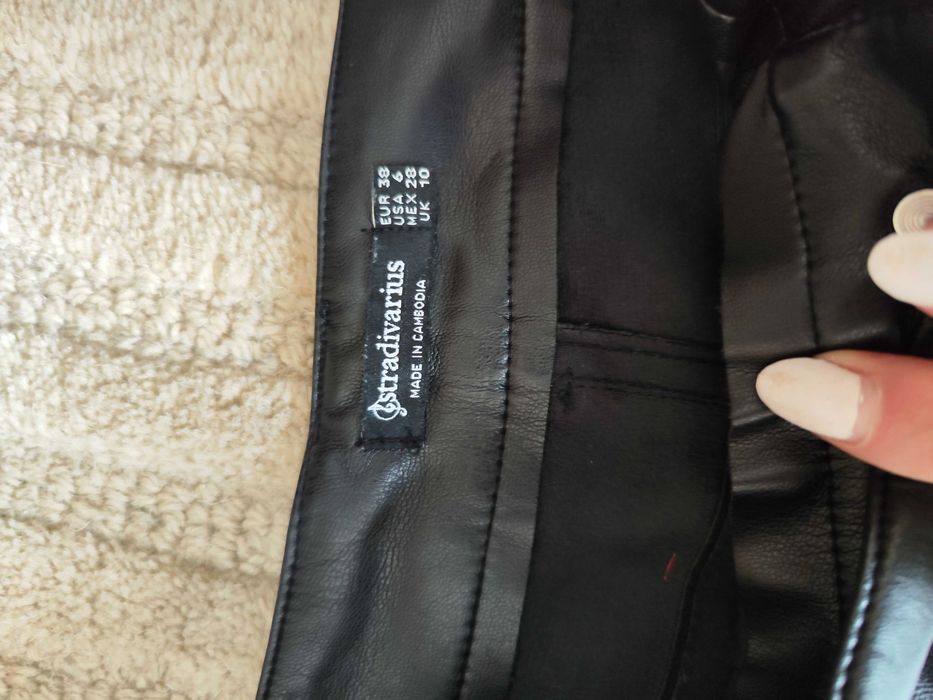 stradivarius
MADE IN CAMBODIA
EUR 38
USA 6
MEX 28
UK 10